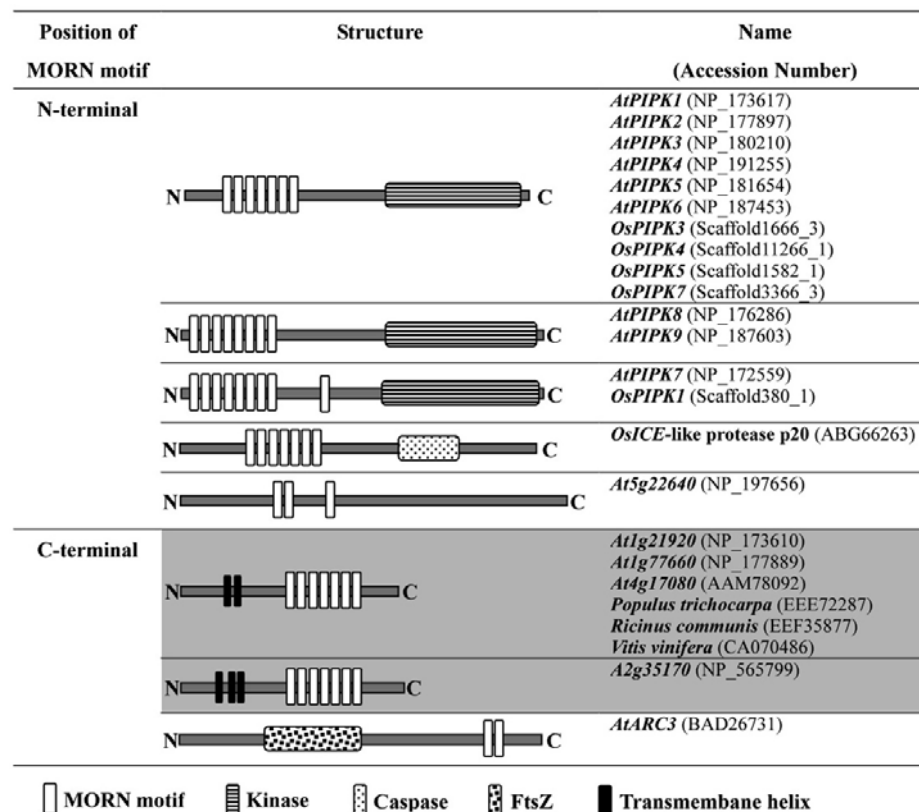 Position of Structure Name
MORN motif (Accession Number)
N-terminal
N C
AtPIPK1 (NP_173617)
AtPIPK2 (NP_177897)
AtPIPK3 (NP_180210)
AtPIPK4 (NP_191255)
AtPIPK5 (NP_181654)
AtPIPK6 (NP_187453)
OsPIPK3 (Scaffold1666_3)
OsPIPK4 (Scaffold11266_1)
OsPIPK5 (Scaffold1582_1)
OsPIPK7 (Scaffold3366_3)
N C
AtPIPK8 (NP_176286)
AtPIPK9 (NP_187603)
N C
AtPIPK7 (NP_172559)
OsPIPK1 (Scaffold380_1)
N C
OsICE-like protease p20 (ABG66263)
N C
At5g22640 (NP_197656)
C-terminal
N C
At1g21920 (NP_173610)
At1g77660 (NP_177889)
At4g17080 (AAM78092)
Populus trichocarpa (EEE72287)
Ricinus communis (EEF35877)
Vitis vinifera (CA070486)
N C
A2g35170 (NP_565799)
N C
AtARC3 (BAD26731)
MORN motif Kinase Caspase FtsZ Transmembane helix